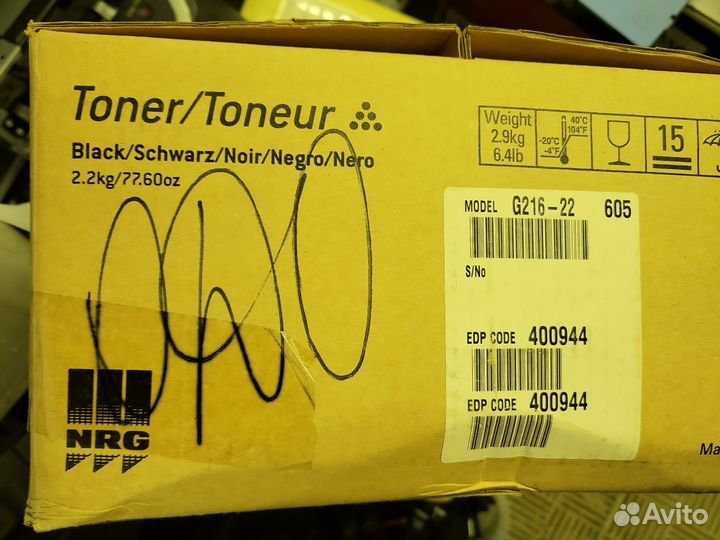 Toner/Toneur
Black/Schwarz/Noir/Negro/Nero
2.2kg/77.60oz
Weight
2.9kg
6.4lb
40°C
104°F
-20°C
-4°F
15
MODEL G216-22 605
S/No
EDP CODE 400944
EDP CODE 400944
NRG
Ma
Avito